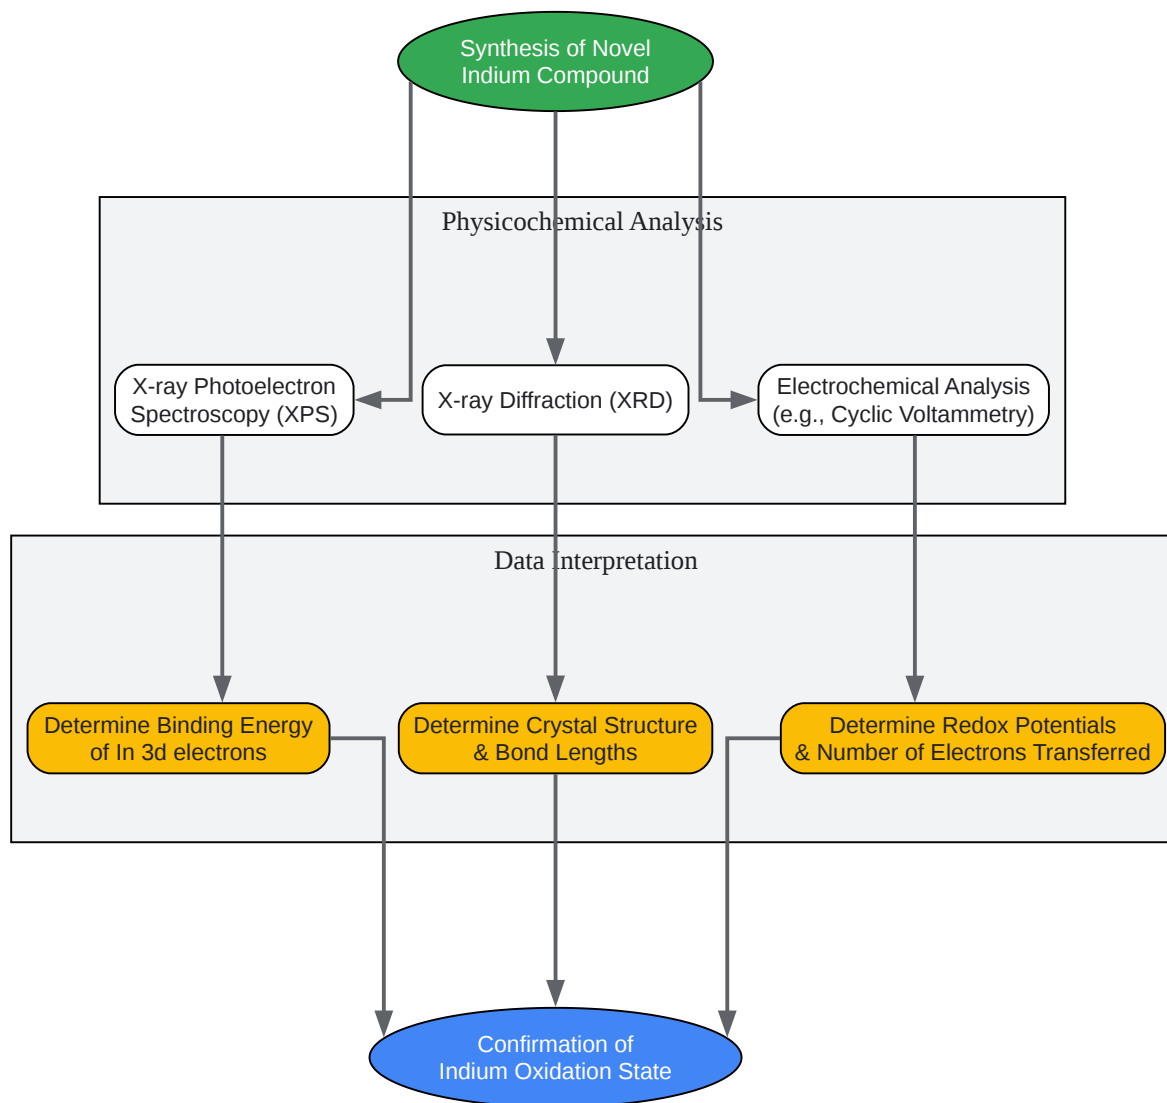 Synthesis of Novel
Indium Compound
Physicochemical Analysis
X-ray Photoelectron
Spectroscopy (XPS)
X-ray Diffraction (XRD)
Electrochemical Analysis
(e.g., Cyclic Voltammetry)
Data Interpretation
Determine Binding Energy
of In 3d electrons
Determine Crystal Structure
& Bond Lengths
Determine Redox Potentials
& Number of Electrons Transferred
Confirmation of
Indium Oxidation State